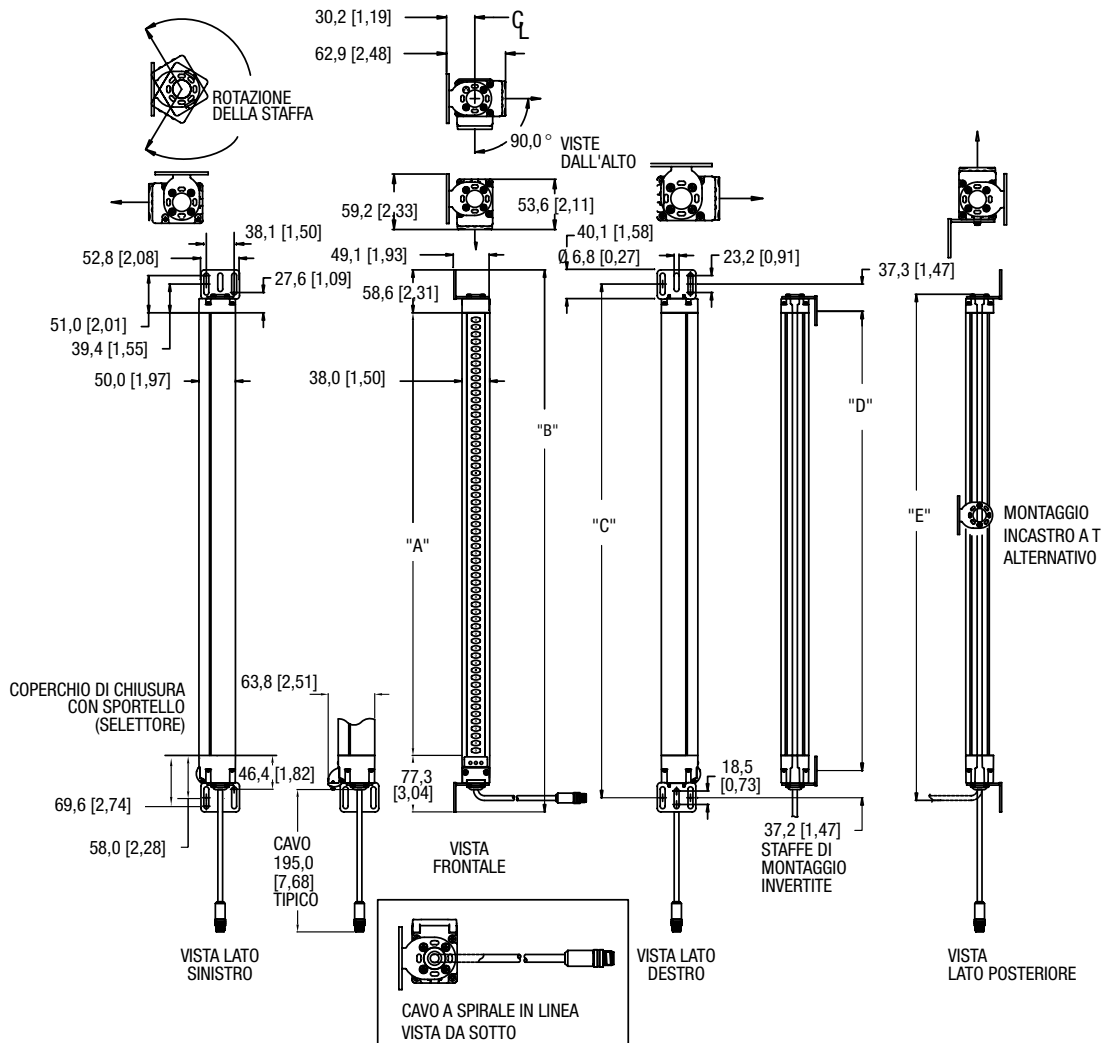 30,2 [1,19]
CL
62,9 [2,48]
ROTAZIONE
DELLA STAFFA
90,0 °
VISTE
DALL'ALTO
59,2 [2,33]
53,6 [2,11]
38,1 [1,50]
52,8 [2,08]
27,6 [1,09]
51,0 [2,01]
39,4 [1,55]
50,0 [1,97]
49,1 [1,93]
58,6 [2,31]
38,0 [1,50]
40,1 [1,58]
Ø 6,8 [0,27]
23,2 [0,91]
37,3 [1,47]
"A"
"B"
"C"
"D"
"E"
MONTAGGIO
INCASTRO A T
ALTERNATIVO
COPERCHIO DI CHIUSURA
CON SPORTELLO
(SELETTORE)
63,8 [2,51]
46,4 [1,82]
69,6 [2,74]
58,0 [2,28]
77,3
[3,04]
18,5
[0,73]
37,2 [1,47]
STAFFE DI
MONTAGGIO
INVERTITE
CAVO
195,0
[7,68]
TIPICO
VISTA
FRONTALE
VISTA LATO
SINISTRO
VISTA LATO
DESTRO
VISTA
LATO POSTERIORE
CAVO A SPIRALE IN LINEA
VISTA DA SOTTO